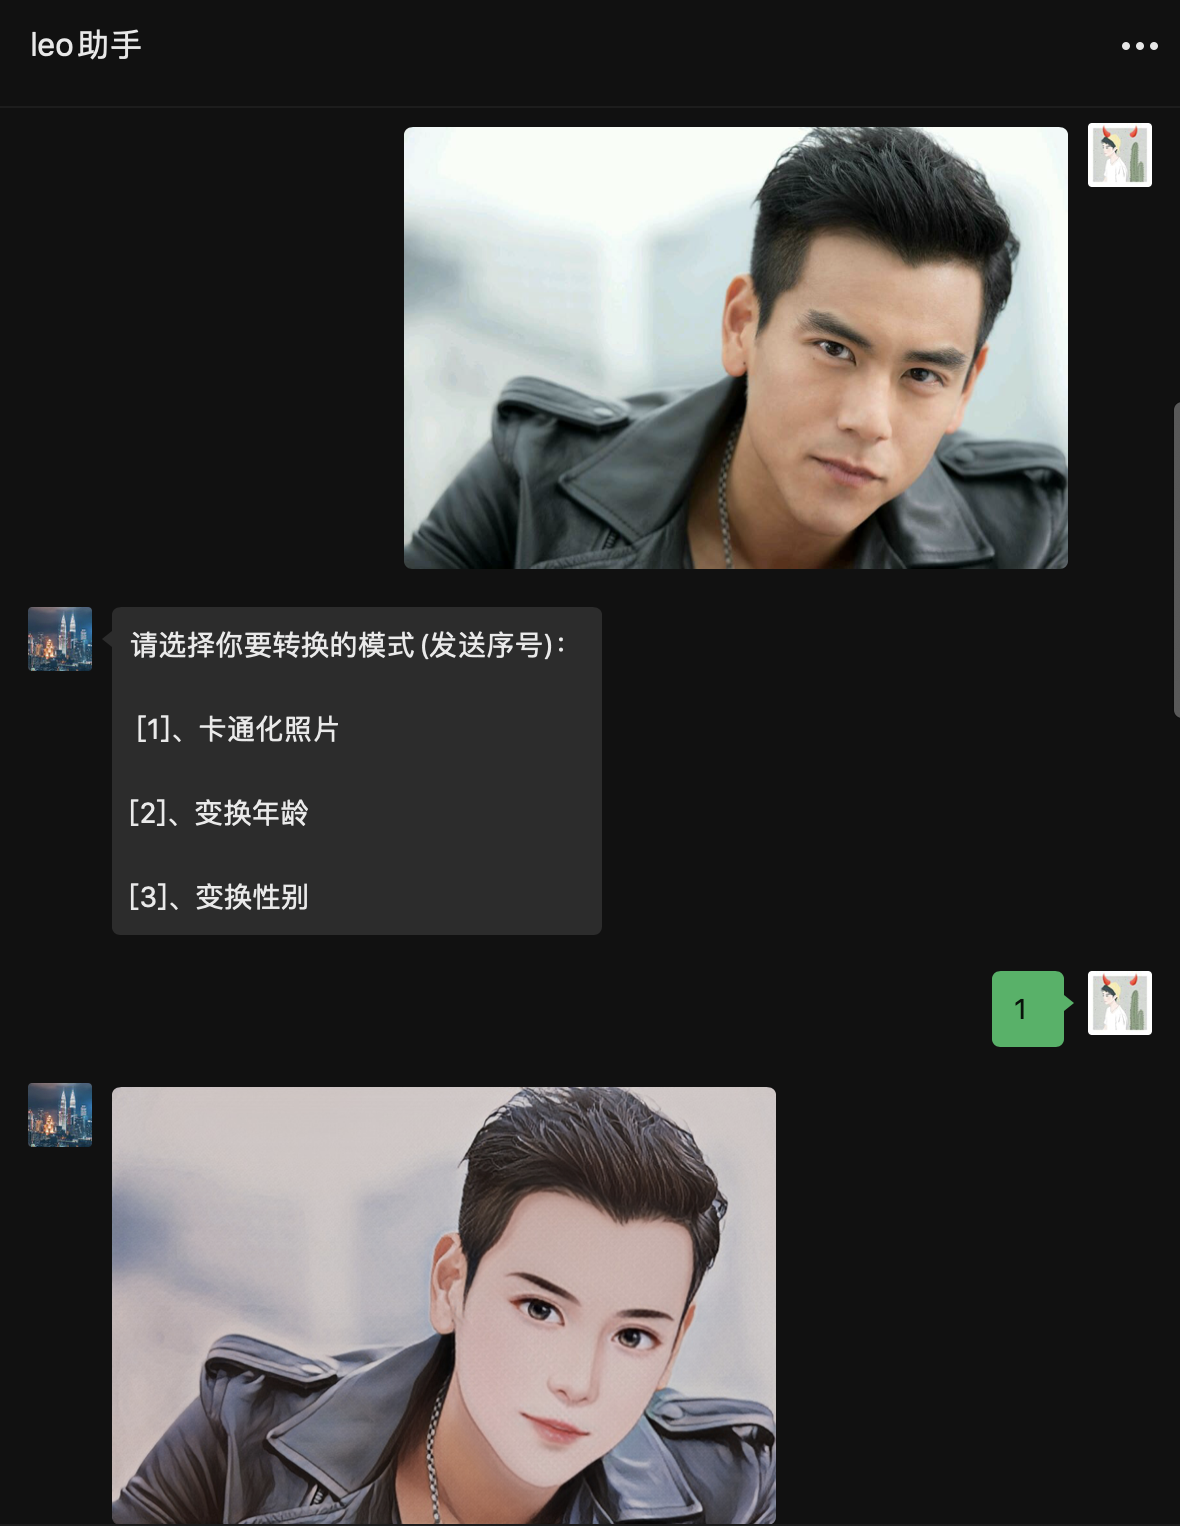 leo助手
请选择你要转换的模式(发送序号)：
[1]、卡通化照片
[2]、变换年龄
[3]、变换性别
1